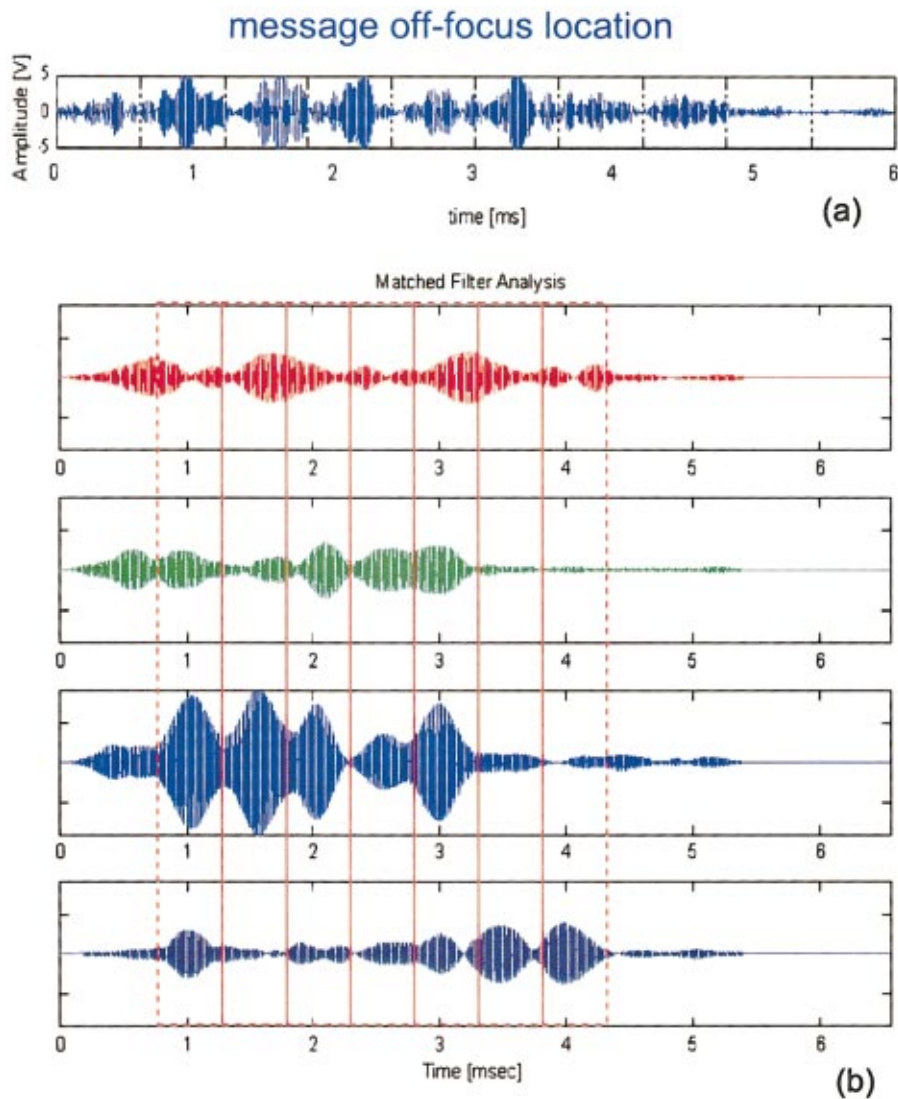 message off-focus location
Amplitude [V]
5
0
-5
0 1 2 3 4 5 6
time [ms]
(a)
Matched Filter Analysis
0 1 2 3 4 5 6
0 1 2 3 4 5 6
0 1 2 3 4 5 6
0 1 2 3 4 5 6
Time [msec]
(b)